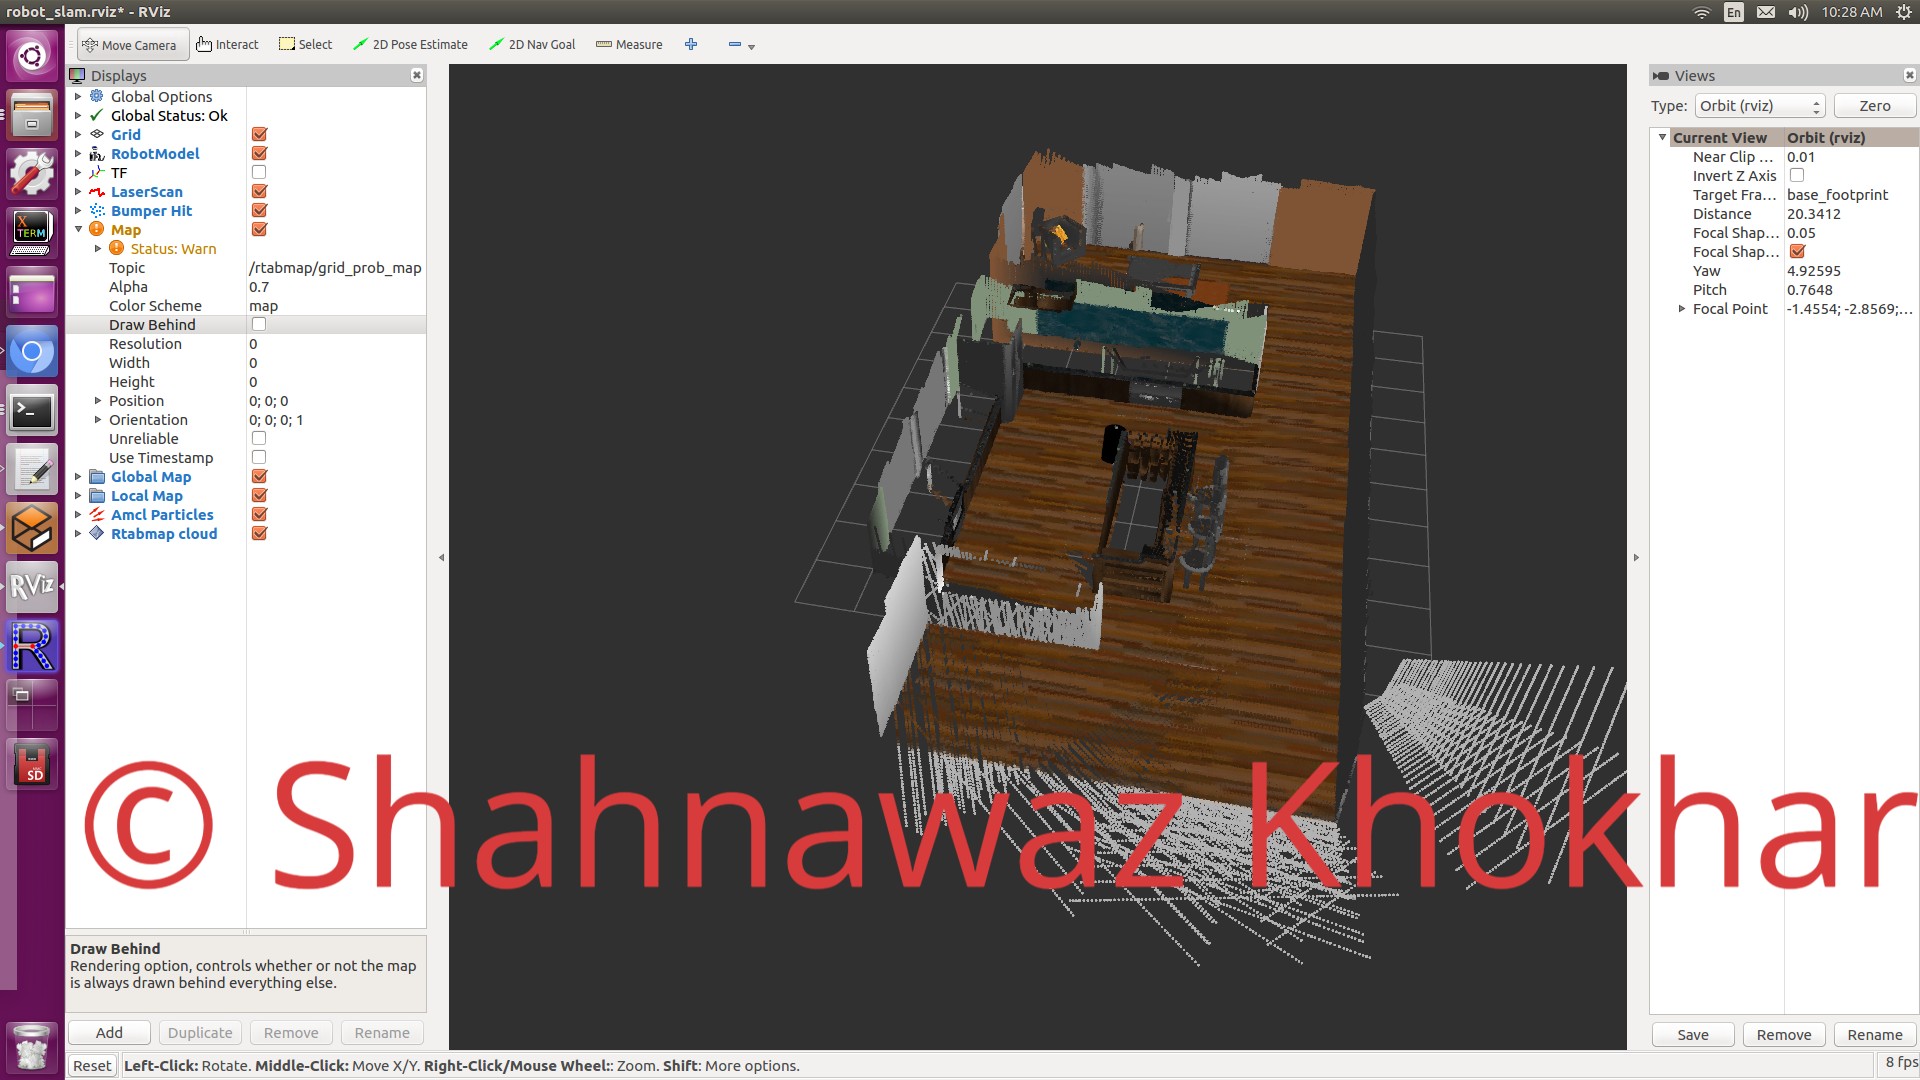 robot_slam.rviz* - RViz
En
10:28 AM
Move Camera
Interact
Select
2D Pose Estimate
2D Nav Goal
Measure
Displays
Global Options
Global Status: Ok
Grid
RobotModel
TF
LaserScan
Bumper Hit
Map
Status: Warn
Topic /rtabmap/grid_prob_map
Alpha 0.7
Color Scheme map
Draw Behind
Resolution 0
Width 0
Height 0
Position 0; 0; 0
Orientation 0; 0; 0; 1
Unreliable
Use Timestamp
Global Map
Local Map
Amcl Particles
Rtabmap cloud
Draw Behind
Rendering option, controls whether or not the map
is always drawn behind everything else.
Add Duplicate Remove Rename
Reset Left-Click: Rotate. Middle-Click: Move X/Y. Right-Click/Mouse Wheel:: Zoom. Shift: More options.
8 fps
Views
Type: Orbit (rviz) Zero
Current View Orbit (rviz)
Near Clip ... 0.01
Invert Z Axis
Target Fra... base_footprint
Distance 20.3412
Focal Shap... 0.05
Focal Shap...
Yaw 4.92595
Pitch 0.7648
Focal Point -1.4554; -2.8569;...
Save Remove Rename
X
TERM
RViz
R
SD
© Shahnawaz Khokhar